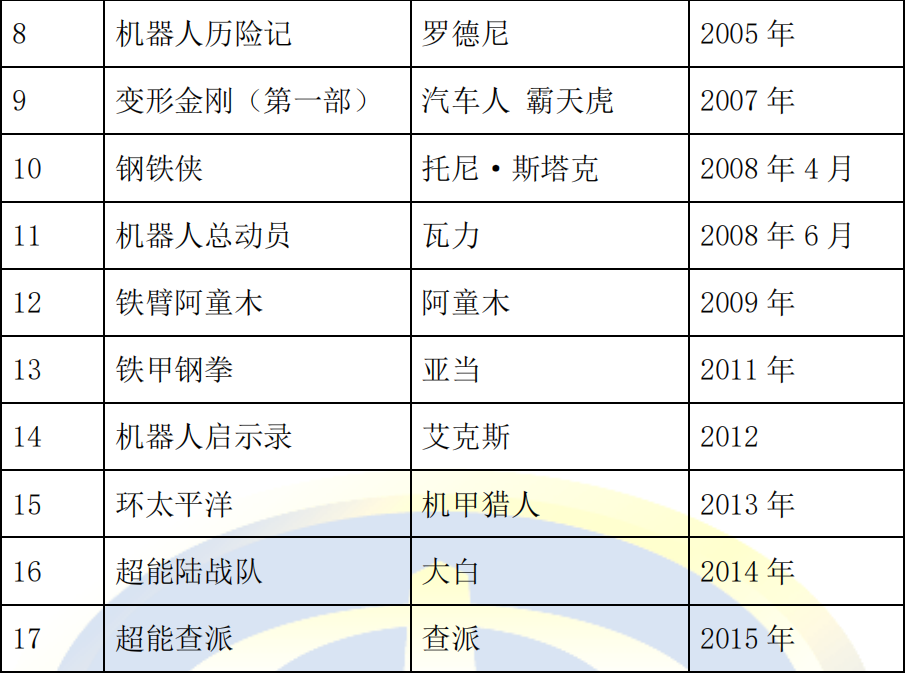 8 机器人历险记 罗德尼 2005 年
9 变形金刚（第一部） 汽车人 霸天虎 2007 年
10 钢铁侠 托尼·斯塔克 2008 年 4 月
11 机器人总动员 瓦力 2008 年 6 月
12 铁臂阿童木 阿童木 2009 年
13 铁甲钢拳 亚当 2011 年
14 机器人启示录 艾克斯 2012
15 环太平洋 机甲猎人 2013 年
16 超能陆战队 大白 2014 年
17 超能查派 查派 2015 年